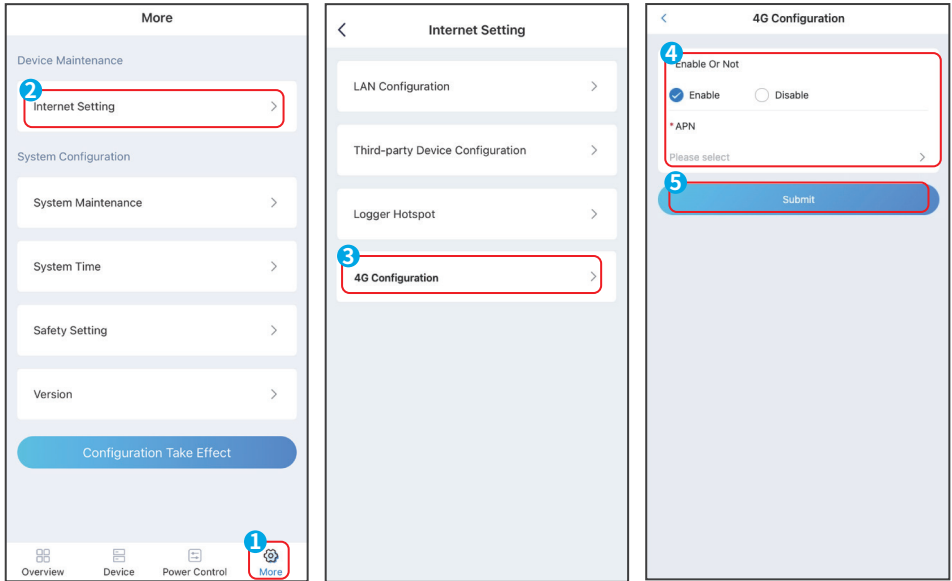 More
Device Maintenance
2
Internet Setting
System Configuration
System Maintenance
System Time
Safety Setting
Version
Configuration Take Effect
1
Overview
Device
Power Control
More
Internet Setting
LAN Configuration
Third-party Device Configuration
Logger Hotspot
3
4G Configuration
4G Configuration
4
Enable Or Not
Enable
Disable
* APN
Please select
5
Submit